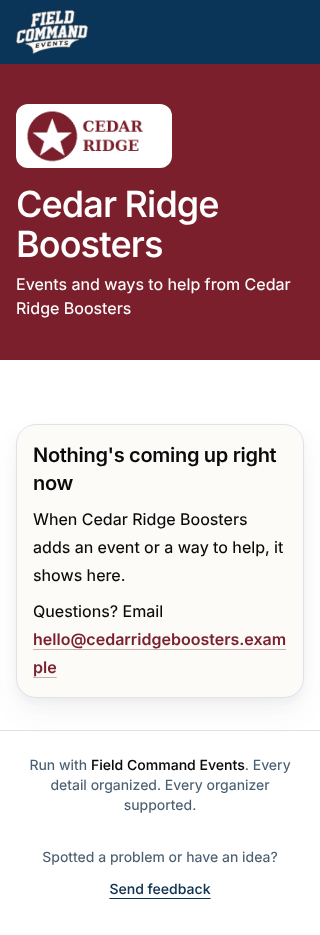 FIELD
COMMAND
EVENTS
CEDAR
RIDGE
Cedar Ridge
Boosters
Events and ways to help from Cedar
Ridge Boosters
Nothing's coming up right
now
When Cedar Ridge Boosters
adds an event or a way to help, it
shows here.
Questions? Email
hello@cedarridgeboosters.exam
ple
Run with Field Command Events. Every
detail organized. Every organizer
supported.
Spotted a problem or have an idea?
Send feedback